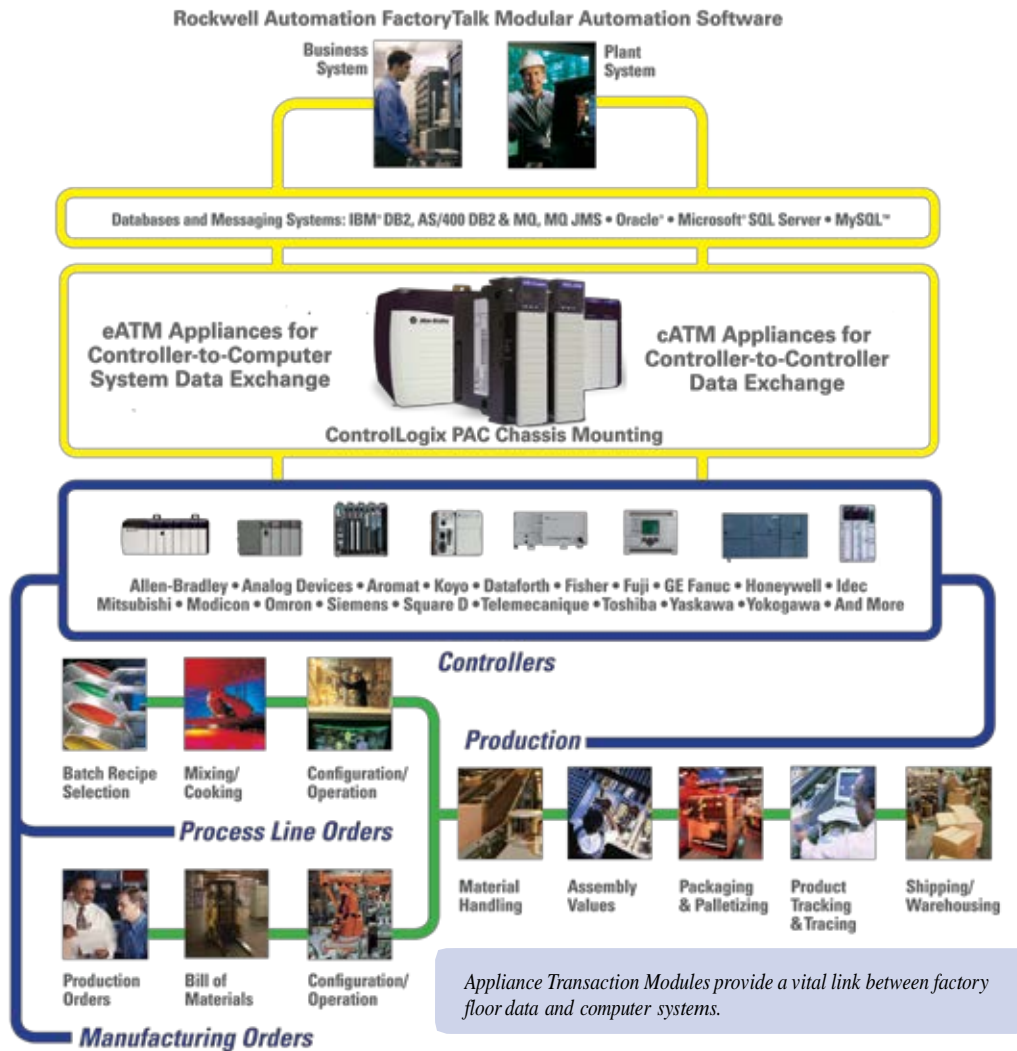 Rockwell Automation FactoryTalk Modular Automation Software
Business
System
Plant
System
Databases and Messaging Systems: IBM® DB2, AS/400 DB2 & MQ, MQ JMS • Oracle® • Microsoft® SQL Server • MySQL™
eATM Appliances for
Controller-to-Computer
System Data Exchange
cATM Appliances for
Controller-to-Controller
Data Exchange
Allen-Bradley
ControlLogix PAC Chassis Mounting
Allen-Bradley • Analog Devices • Aromat • Koyo • Dataforth • Fisher • Fuji • GE Fanuc • Honeywell • Idec
Mitsubishi • Modicon • Omron • Siemens • Square D • Telemecanique • Toshiba • Yaskawa • Yokogawa • And More
Controllers
Batch Recipe
Selection
Mixing/
Cooking
Configuration/
Operation
Process Line Orders
Production
Material
Handling
Assembly
Values
Packaging
& Palletizing
Product
Tracking
& Tracing
Shipping/
Warehousing
Production
Orders
Bill of
Materials
Configuration/
Operation
Manufacturing Orders
Appliance Transaction Modules provide a vital link between factory
floor data and computer systems.